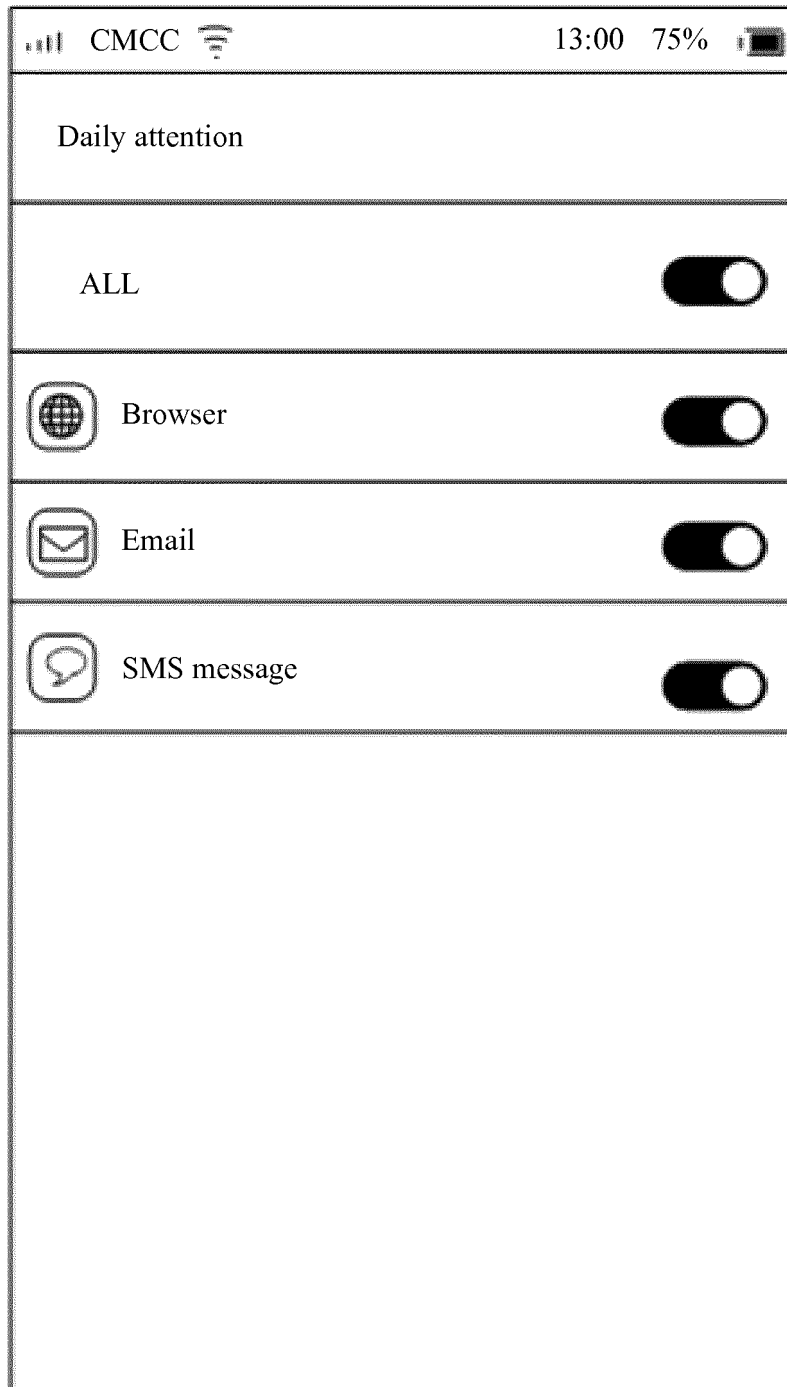 CMCC 13:00 75%
Daily attention
ALL
Browser
Email
SMS message